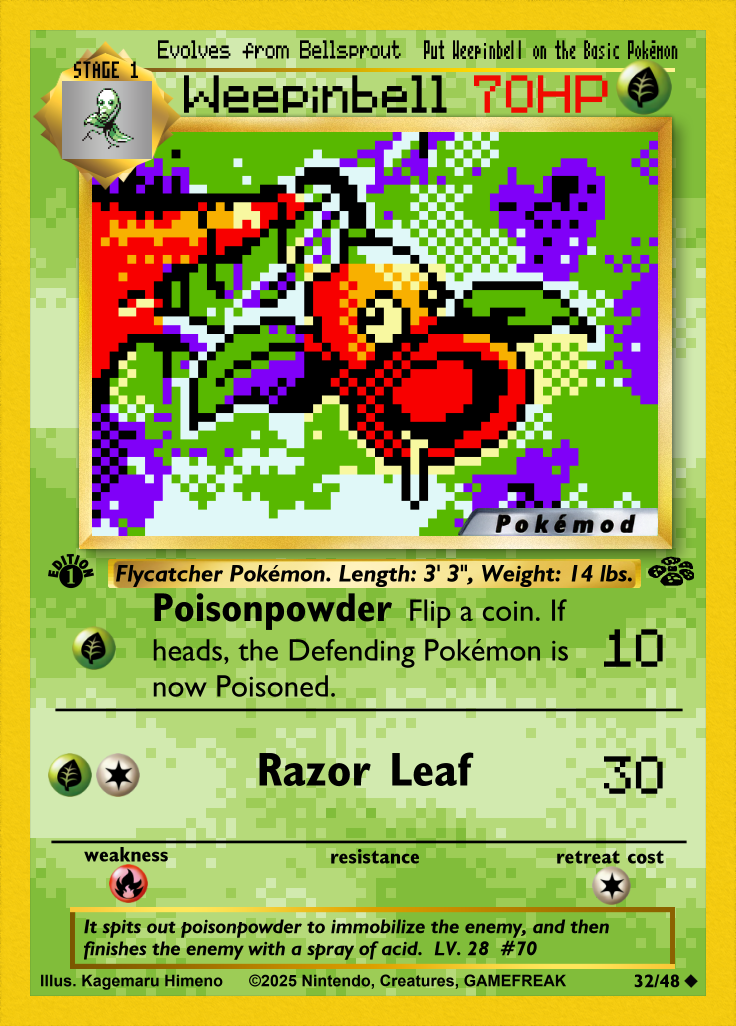 Evolves from Bellsprout Put Weepinbell on the Basic Pokémon
STAGE 1
Weepinbell 70HP
Pokémod
EDITION
1
Flycatcher Pokémon. Length: 3' 3", Weight: 14 lbs.
Poisonpowder Flip a coin. If
heads, the Defending Pokémon is
now Poisoned.
10
Razor Leaf 30
weakness resistance retreat cost
It spits out poisonpowder to immobilize the enemy, and then
finishes the enemy with a spray of acid. LV. 28 #70
Illus. Kagemaru Himeno ©2025 Nintendo, Creatures, GAMEFREAK 32/48